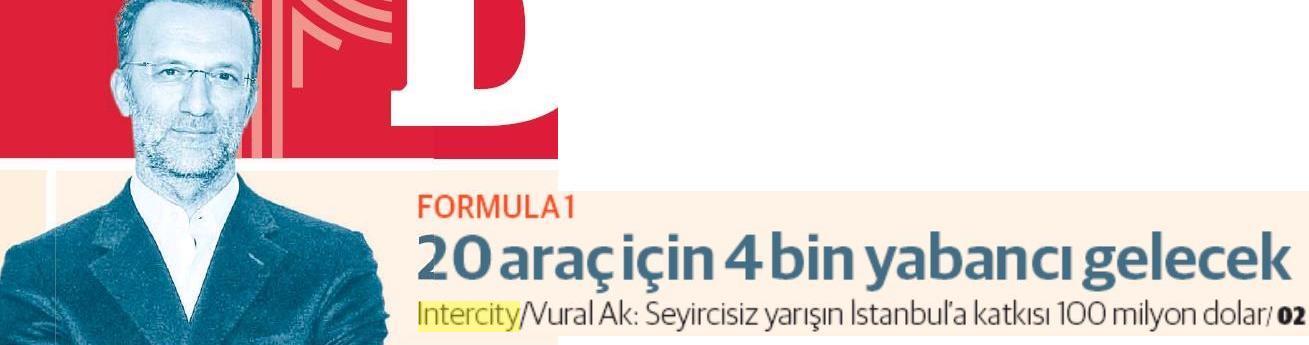 FORMULA 1
20 araç için 4 bin yabancı gelecek
Intercity/Vural Ak: Seyircisiz yarışın İstanbul'a katkısı 100 milyon dolar/ 02